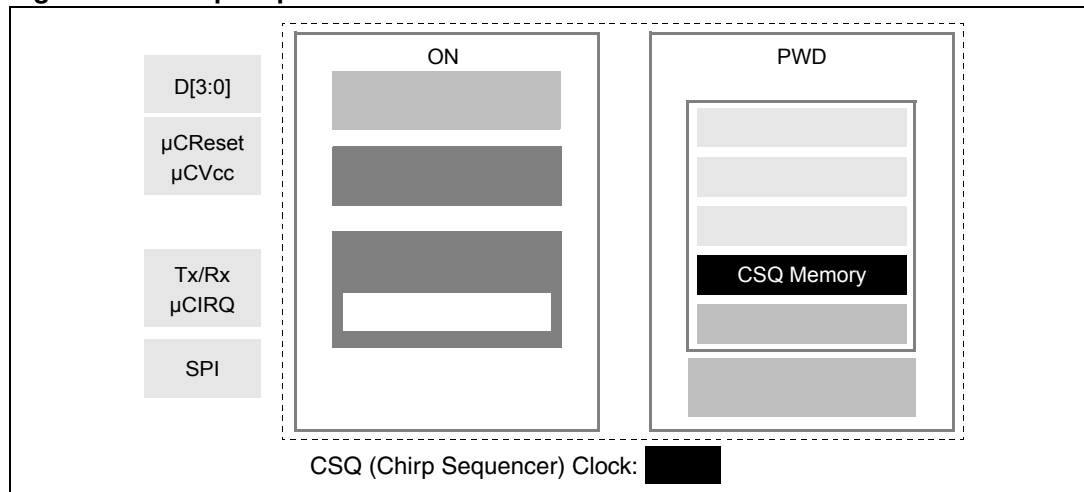 ON
PWD
D[3:0]
µCReset
µCVcc
Tx/Rx
µCIRQ
CSQ Memory
SPI
CSQ (Chirp Sequencer) Clock: